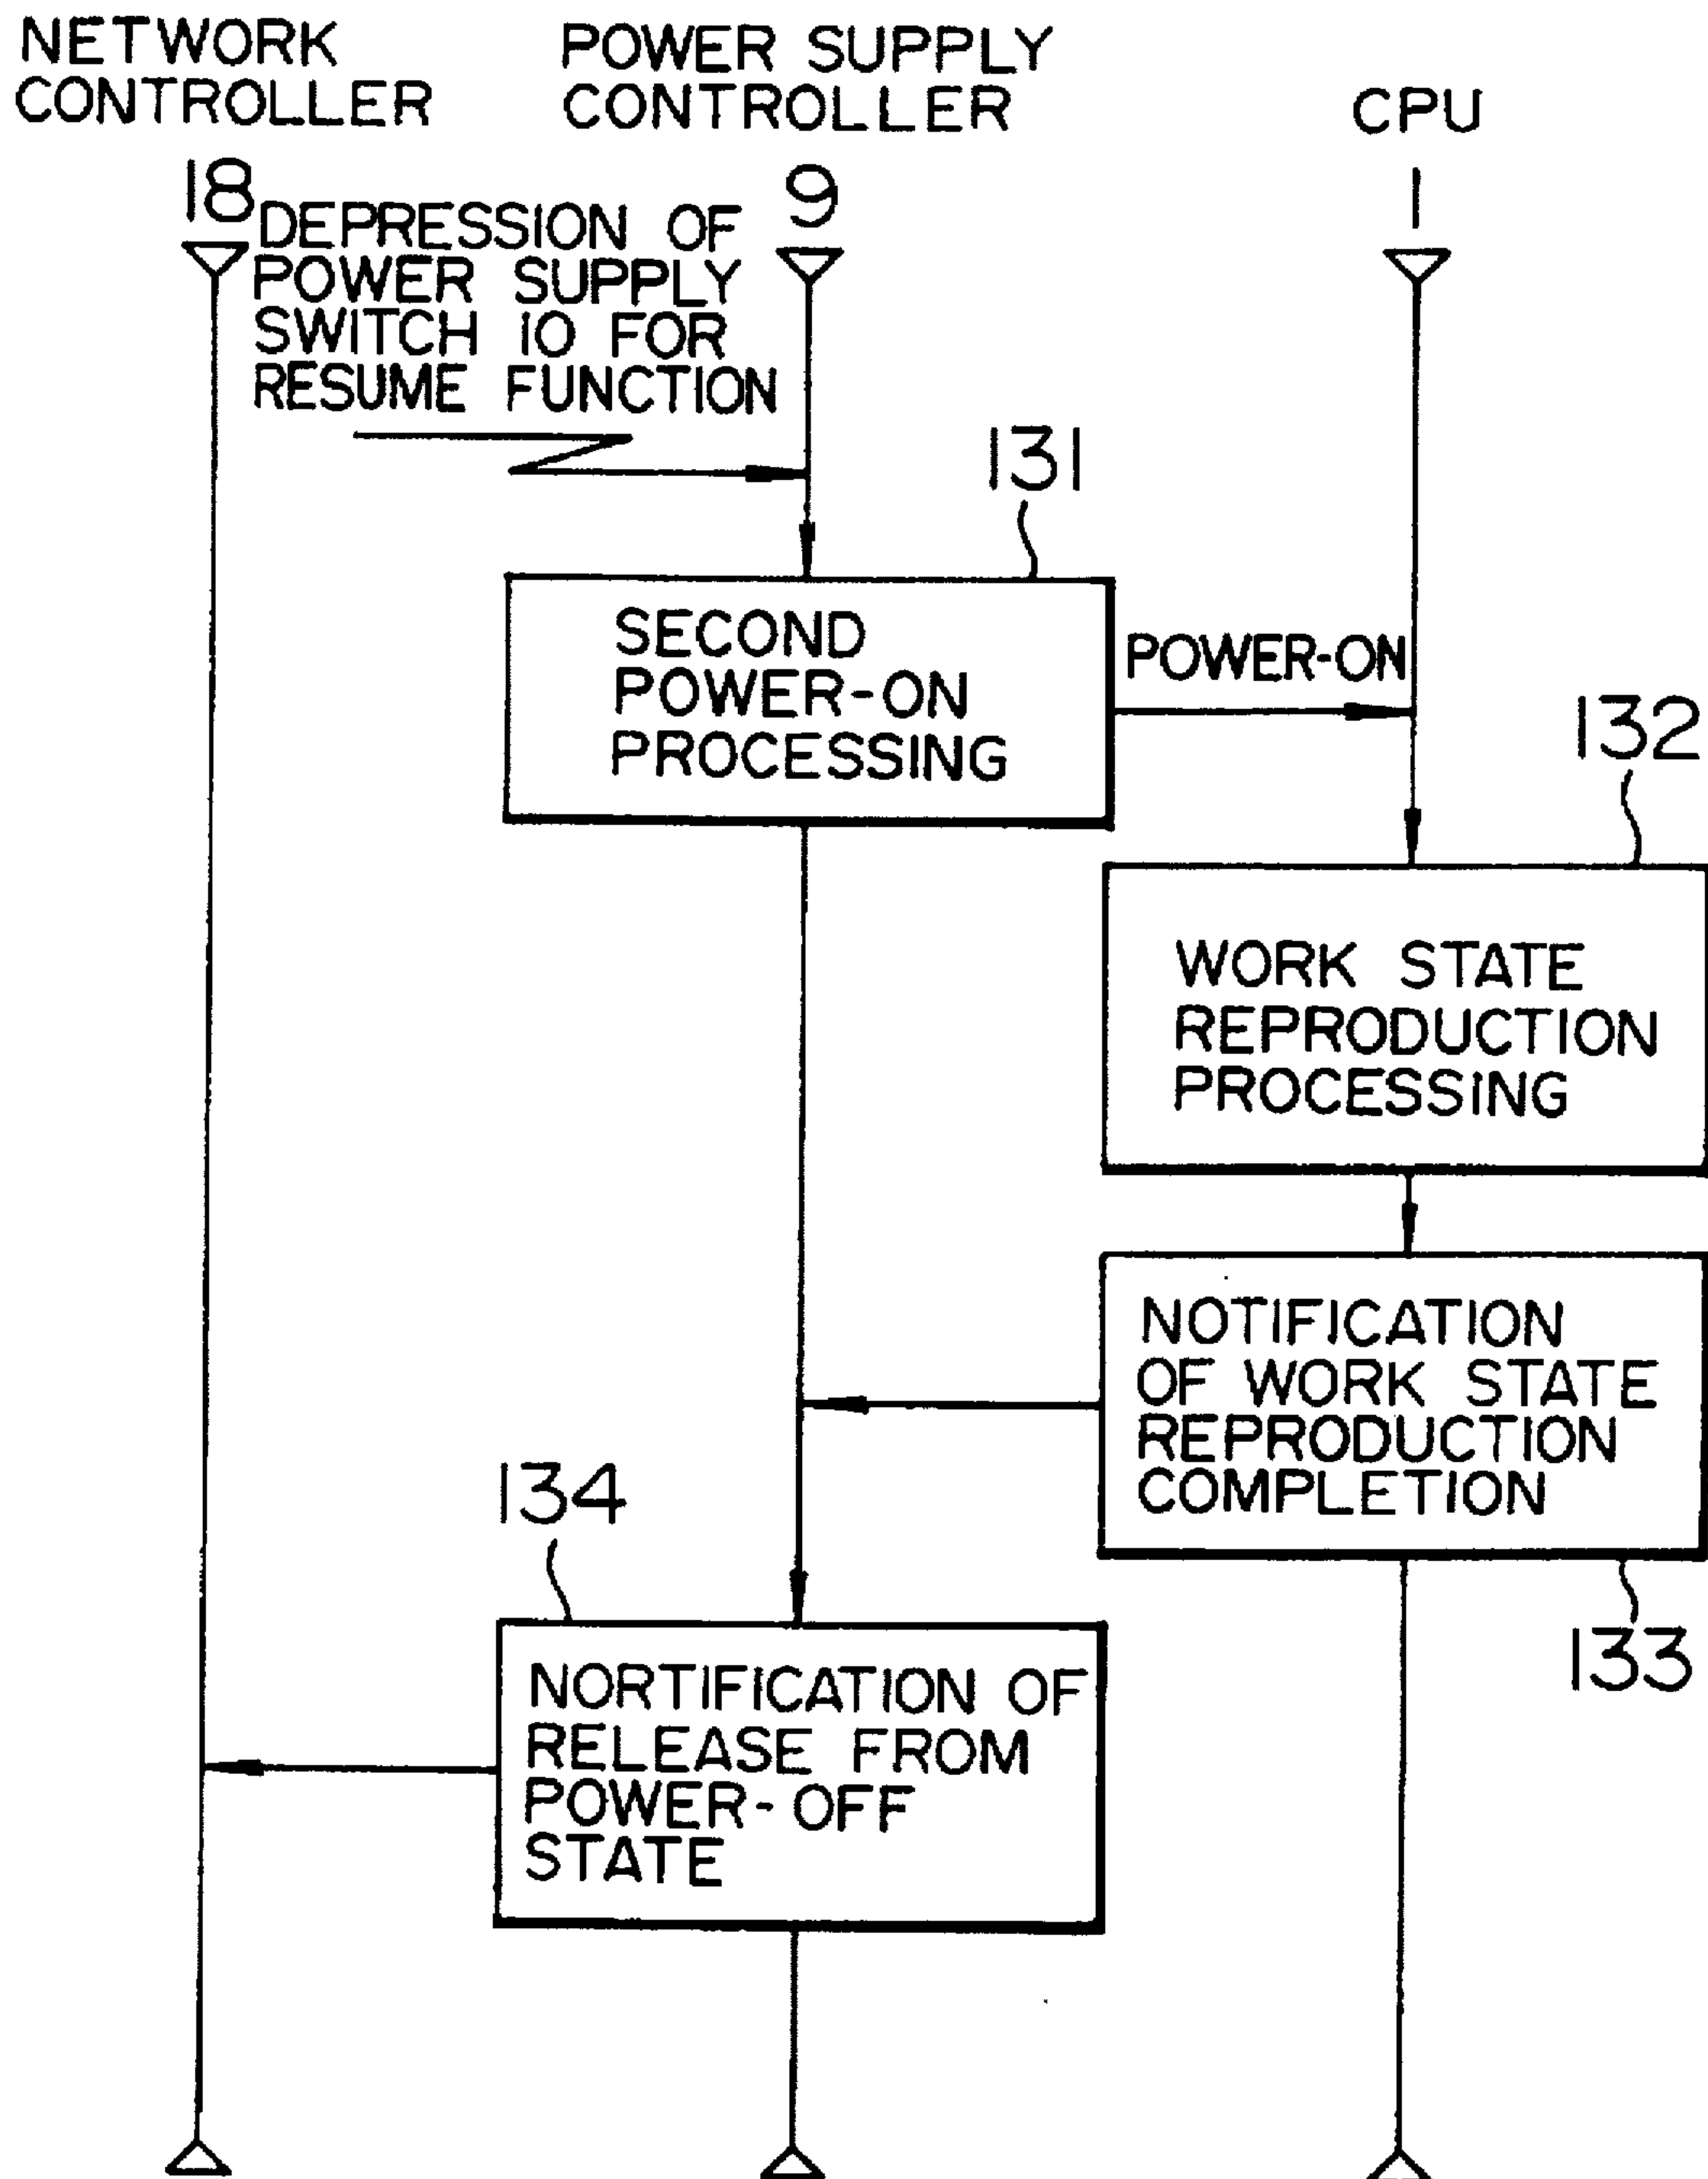 NETWORK
CONTROLLER
POWER SUPPLY
CONTROLLER
CPU
18
9
1
DEPRESSION OF
POWER SUPPLY
SWITCH 10 FOR
RESUME FUNCTION
131
SECOND
POWER-ON
PROCESSING
POWER-ON
132
WORK STATE
REPRODUCTION
PROCESSING
NOTIFICATION
OF WORK STATE
REPRODUCTION
COMPLETION
133
134
NORTIFICATION OF
RELEASE FROM
POWER-OFF
STATE